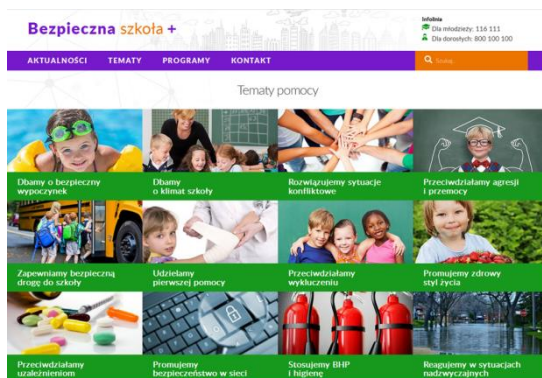 Bezpieczna szkoła +
Infolinie
Dla młodzieży: 116 111
Dla dorosłych: 800 100 100
AKTUALNOŚCI TEMATY PROGRAMY KONTAKT
Szukaj
Tematy pomocy
Dbamy o bezpieczny
wypoczynek
Dbamy
o klimat szkoły
Rozwiązujemy sytuacje
konfliktowe
Przeciwdziałamy agresji
i przemocy
Zapewniamy bezpieczną
drogę do szkoły
Udzielamy
pierwszej pomocy
Przeciwdziałamy
wykluczeniu
Promujemy zdrowy
styl życia
Przeciwdziałamy
uzależnieniom
Promujemy
bezpieczeństwo w sieci
Stosujemy BHP
i higienę
Reagujemy w sytuacjach
nadzwyczajnych